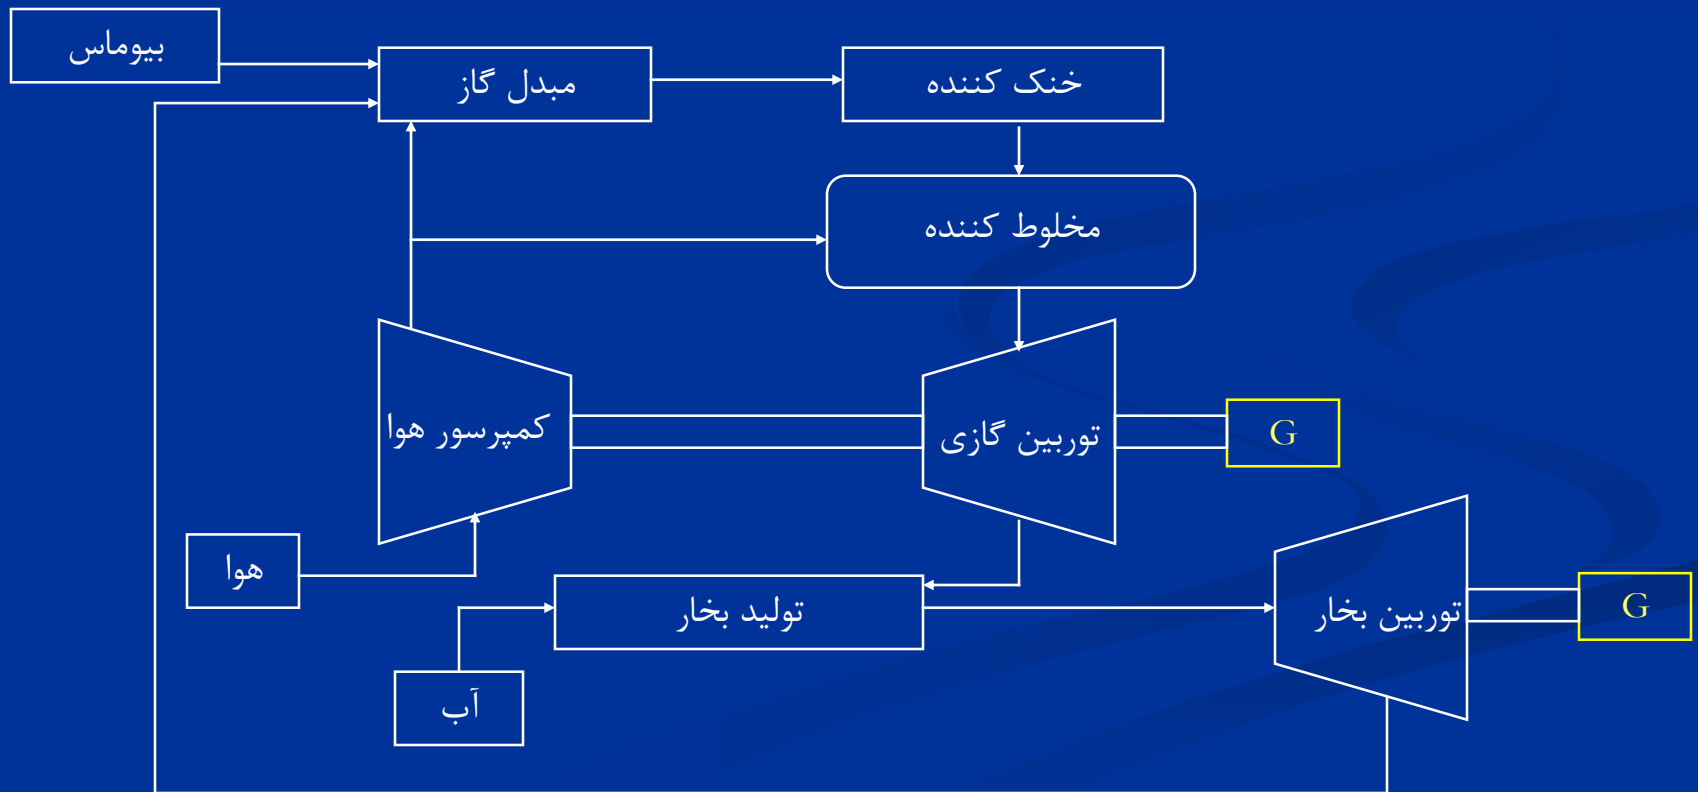 بیوماس
مبدل گاز
خنک کننده
مخلوط کننده
کمپرسور هوا
توربین گازی
G
هوا
تولید بخار
توربین بخار
G
آب